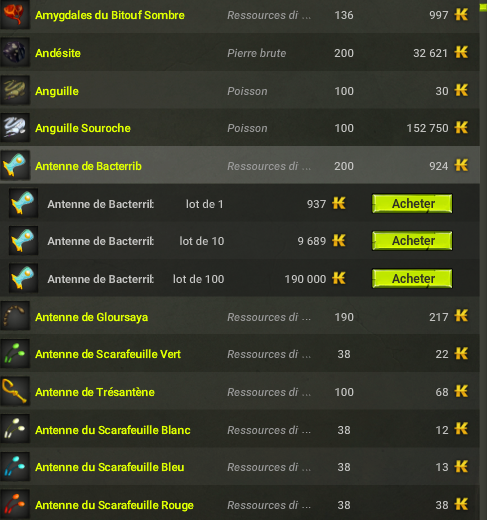 Amygdales du Bitouf Sombre Ressources di ... 136 997
Andésite Pierre brute 200 32 621
Anguille Poisson 100 30
Anguille Souroche Poisson 100 152 750
Antenne de Bacterrib Ressources di ... 200 924
Antenne de Bacterrib lot de 1 937 Acheter
Antenne de Bacterrib lot de 10 9 689 Acheter
Antenne de Bacterrib lot de 100 190 000 Acheter
Antenne de Gloursaya Ressources di ... 190 217
Antenne de Scarafeuille Vert Ressources di ... 38 22
Antenne de Trésantène Ressources di ... 100 68
Antenne du Scarafeuille Blanc Ressources di ... 38 12
Antenne du Scarafeuille Bleu Ressources di ... 38 13
Antenne du Scarafeuille Rouge Ressources di ... 38 38